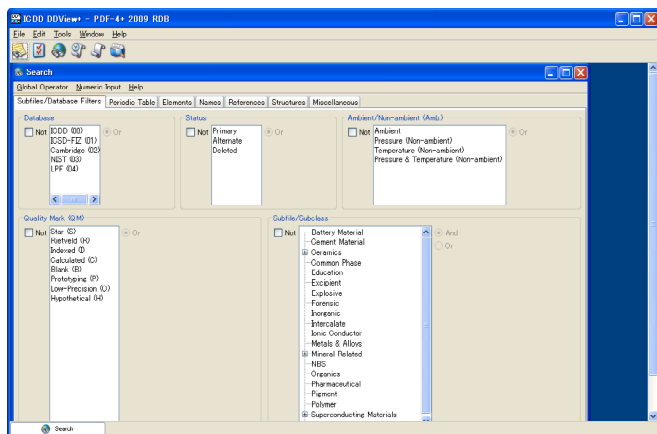 ICDD DDView+ - PDF-4+ 2009 RDB
File Edit Tools Window Help
Search
Global Operator Numeric Input Help
Subfiles/Database Filters Periodic Table Elements Names References Structures Miscellaneous
Database Status Ambient/Non-ambient (Amb.)
Not ICDD (00) Or Not Primary Or Not Ambient Or
ICSD-FIZ (01) Alternate Pressure (Non-ambient)
Cambridge (02) Deleted Temperature (Non-ambient)
NIST (03) Pressure & Temperature (Non-ambient)
LPF (04)
Quality Mark (QM) Subfile/Subclass
Not Star (S) Or Not Battery Material And
Rietveld (R) Cement Material Or
Indexed (I) Ceramics
Calculated (C) Common Phase
Blank (B) Education
Prototyping (P) Excipient
Low-Precision (O) Explosive
Hypothetical (H) Forensic
Inorganic
Intercalate
Ionic Conductor
Metals & Alloys
Mineral Related
NBS
Organics
Pharmaceutical
Pigment
Polymer
Superconducting Materials
Search